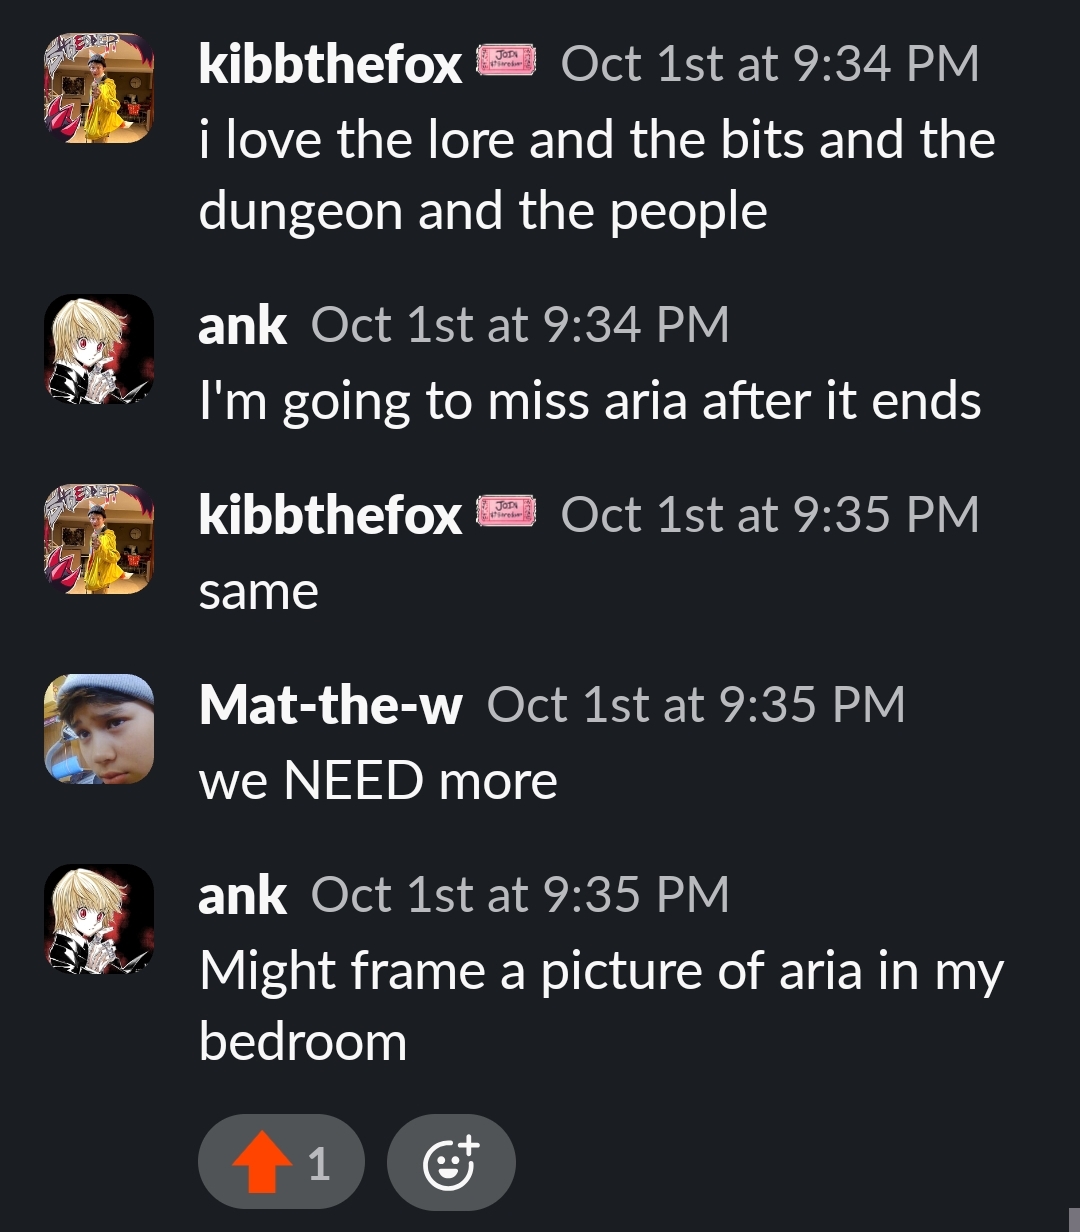 kibbthefox JOIN Oct 1st at 9:34 PM
i love the lore and the bits and the
dungeon and the people
ank Oct 1st at 9:34 PM
I'm going to miss aria after it ends
kibbthefox JOIN Oct 1st at 9:35 PM
same
Mat-the-w Oct 1st at 9:35 PM
we NEED more
ank Oct 1st at 9:35 PM
Might frame a picture of aria in my
bedroom
1